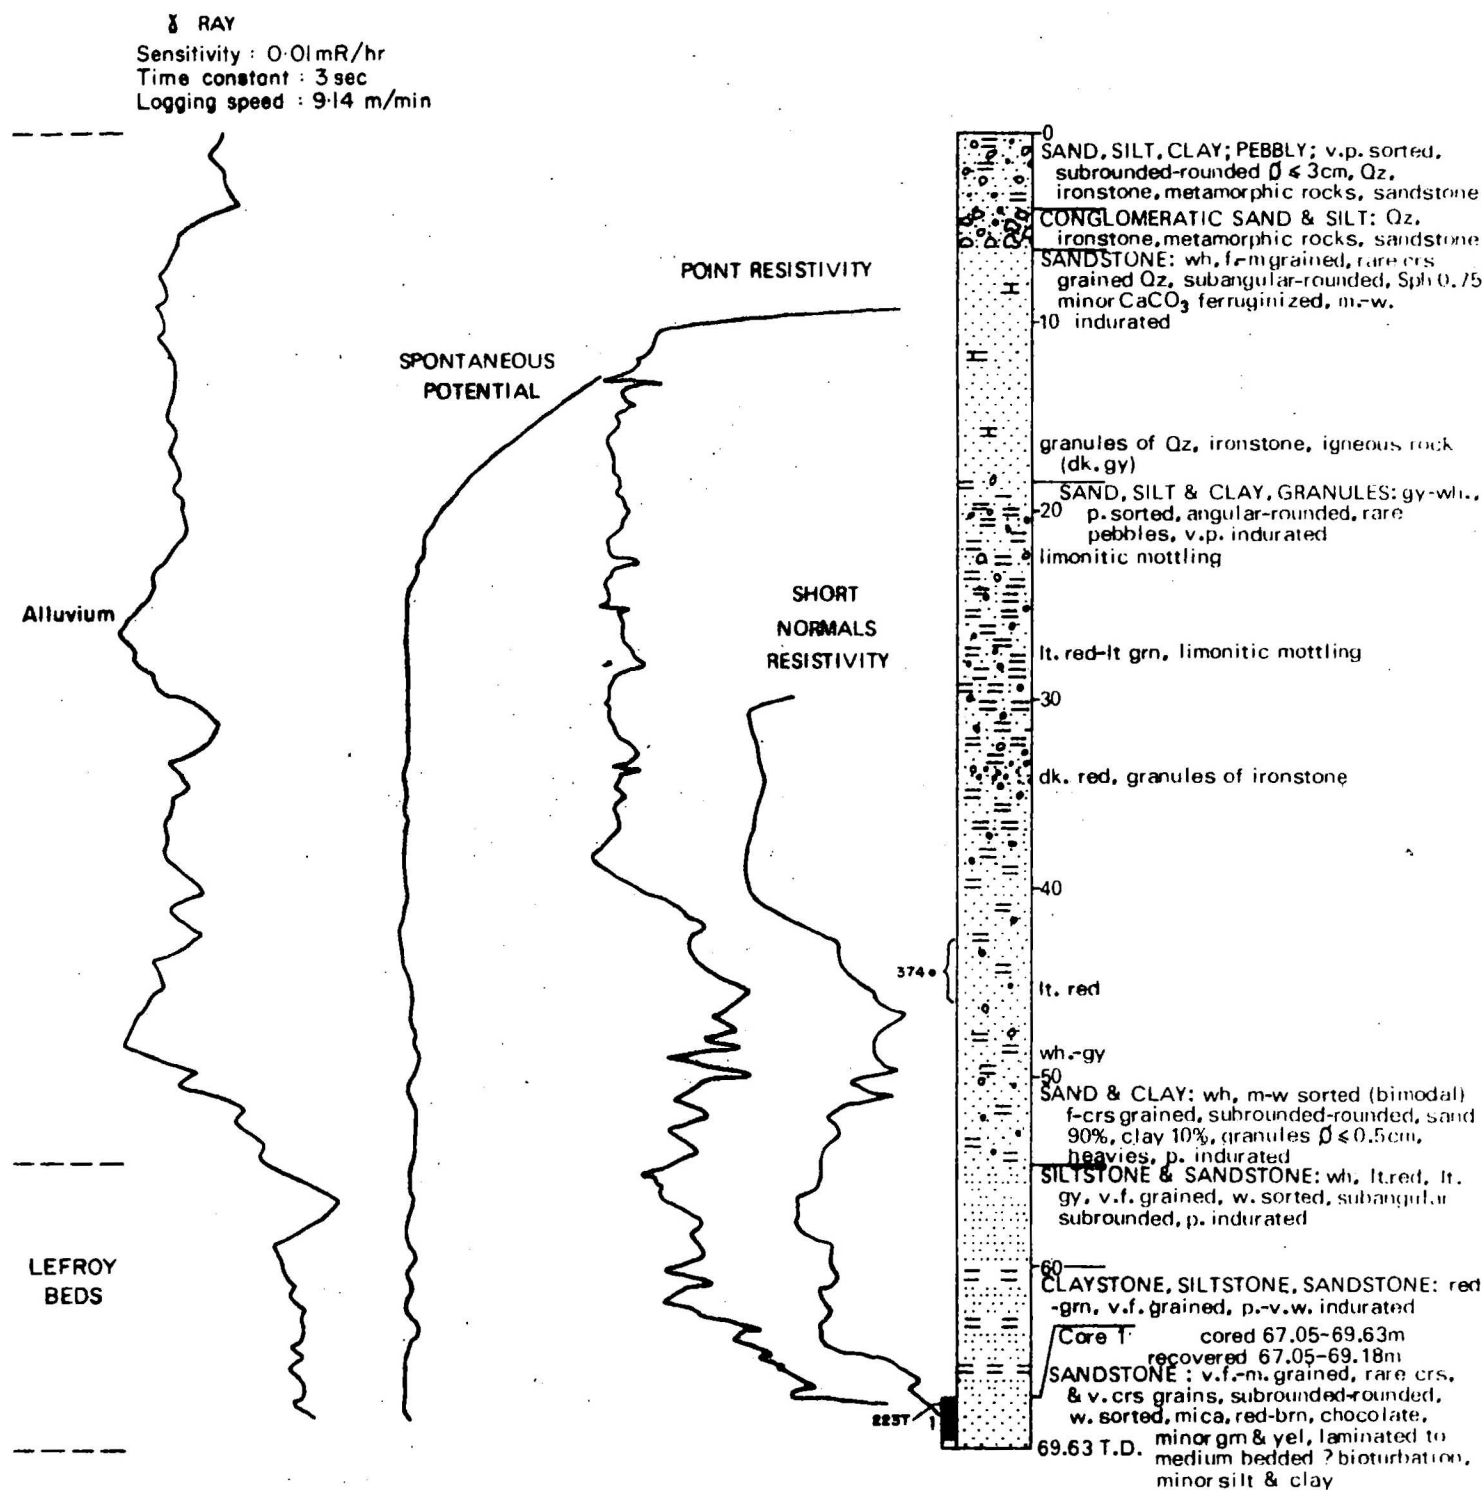 γ RAY
Sensitivity : 0·01mR/hr
Time constant : 3 sec
Logging speed : 9·14 m/min
POINT RESISTIVITY
SPONTANEOUS
POTENTIAL
SHORT
NORMALS
RESISTIVITY
Alluvium
LEFROY
BEDS
374
223T
1
0
SAND, SILT, CLAY; PEBBLY; v.p. sorted,
subrounded-rounded Ø ≤ 3cm, Qz,
ironstone, metamorphic rocks, sandstone
CONGLOMERATIC SAND & SILT: Qz,
ironstone, metamorphic rocks, sandstone
SANDSTONE: wh, f-m grained, rare crs
grained Qz, subangular-rounded, Sph 0.75
minor CaCO₃ ferruginized, m.-w.
10 indurated
granules of Qz, ironstone, igneous rock
(dk. gy)
SAND, SILT & CLAY, GRANULES: gy-wh.,
20 p. sorted, angular-rounded, rare
pebbles, v.p. indurated
limonitic mottling
lt. red-lt grn, limonitic mottling
30
dk. red, granules of ironstone
40
lt. red
wh.-gy
50
SAND & CLAY: wh, m-w sorted (bimodal)
f-crs grained, subrounded-rounded, sand
90%, clay 10%, granules Ø ≤ 0.5cm,
heavies, p. indurated
SILTSTONE & SANDSTONE: wh, lt.red, lt.
gy, v.f. grained, w. sorted, subangular
subrounded, p. indurated
60
CLAYSTONE, SILTSTONE, SANDSTONE: red
-grn, v.f. grained, p.-v.w. indurated
Core 1 cored 67.05-69.63m
recovered 67.05-69.18m
SANDSTONE : v.f.-m. grained, rare crs,
& v. crs grains, subrounded-rounded,
w. sorted, mica, red-brn, chocolate,
69.63 T.D. minor grn & yel, laminated to
medium bedded ? bioturbation,
minor silt & clay